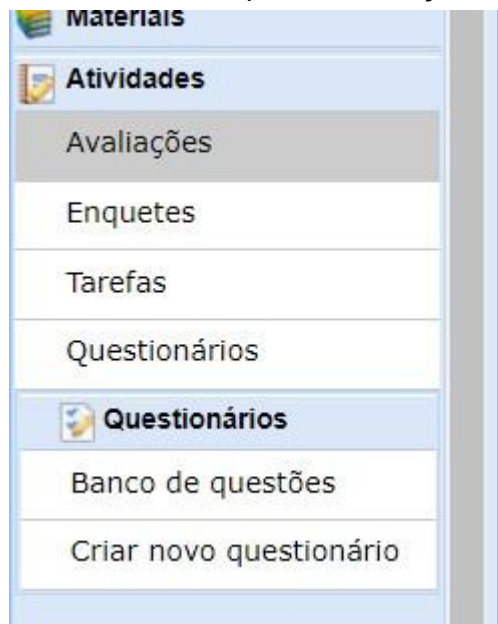 Materiais
Atividades
Avaliações
Enquetes
Tarefas
Questionários
Questionários
Banco de questões
Criar novo questionário